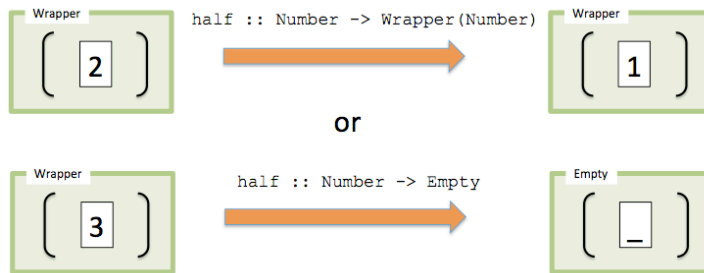 Wrapper
half :: Number -> Wrapper(Number)
Wrapper
2
1
or
Wrapper
half :: Number -> Empty
Empty
3
_